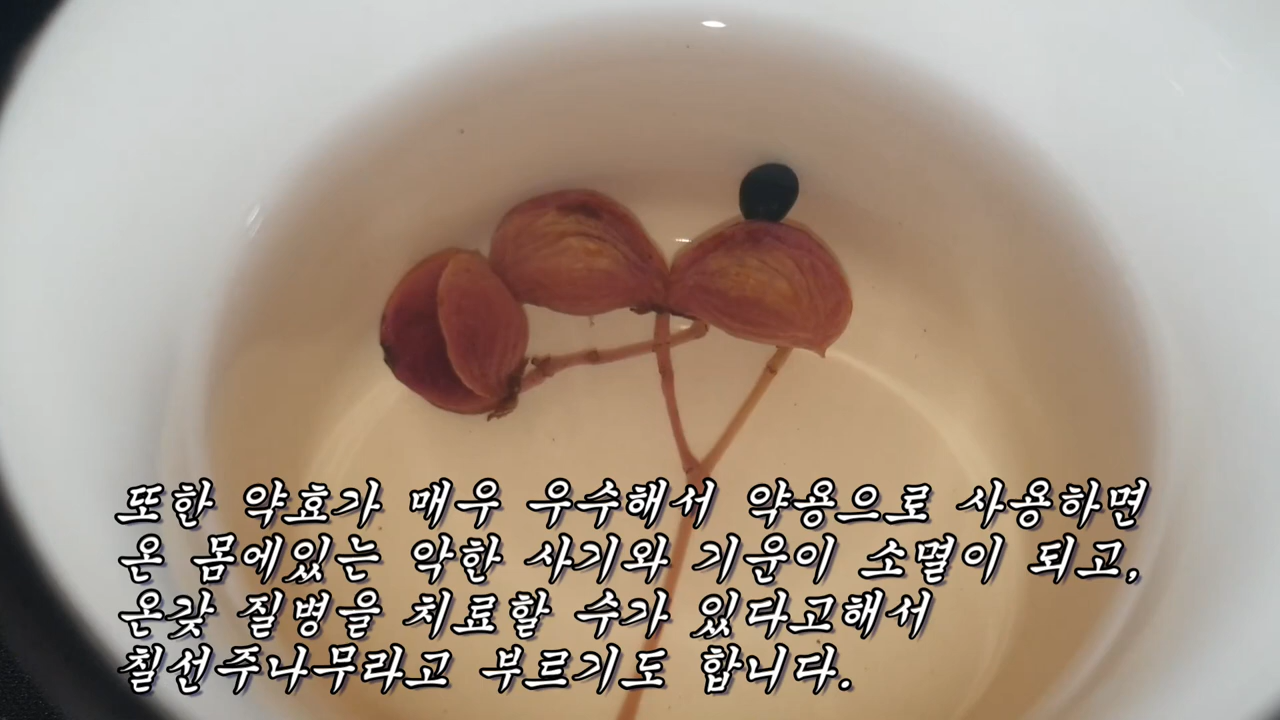 또한 약효가 매우 우수해서 약용으로 사용하면
온 몸에있는 악한 사기와 기운이 소멸이 되고,
온갖 질병을 치료할 수가 있다고해서
칠선주나무라고 부르기도 합니다.